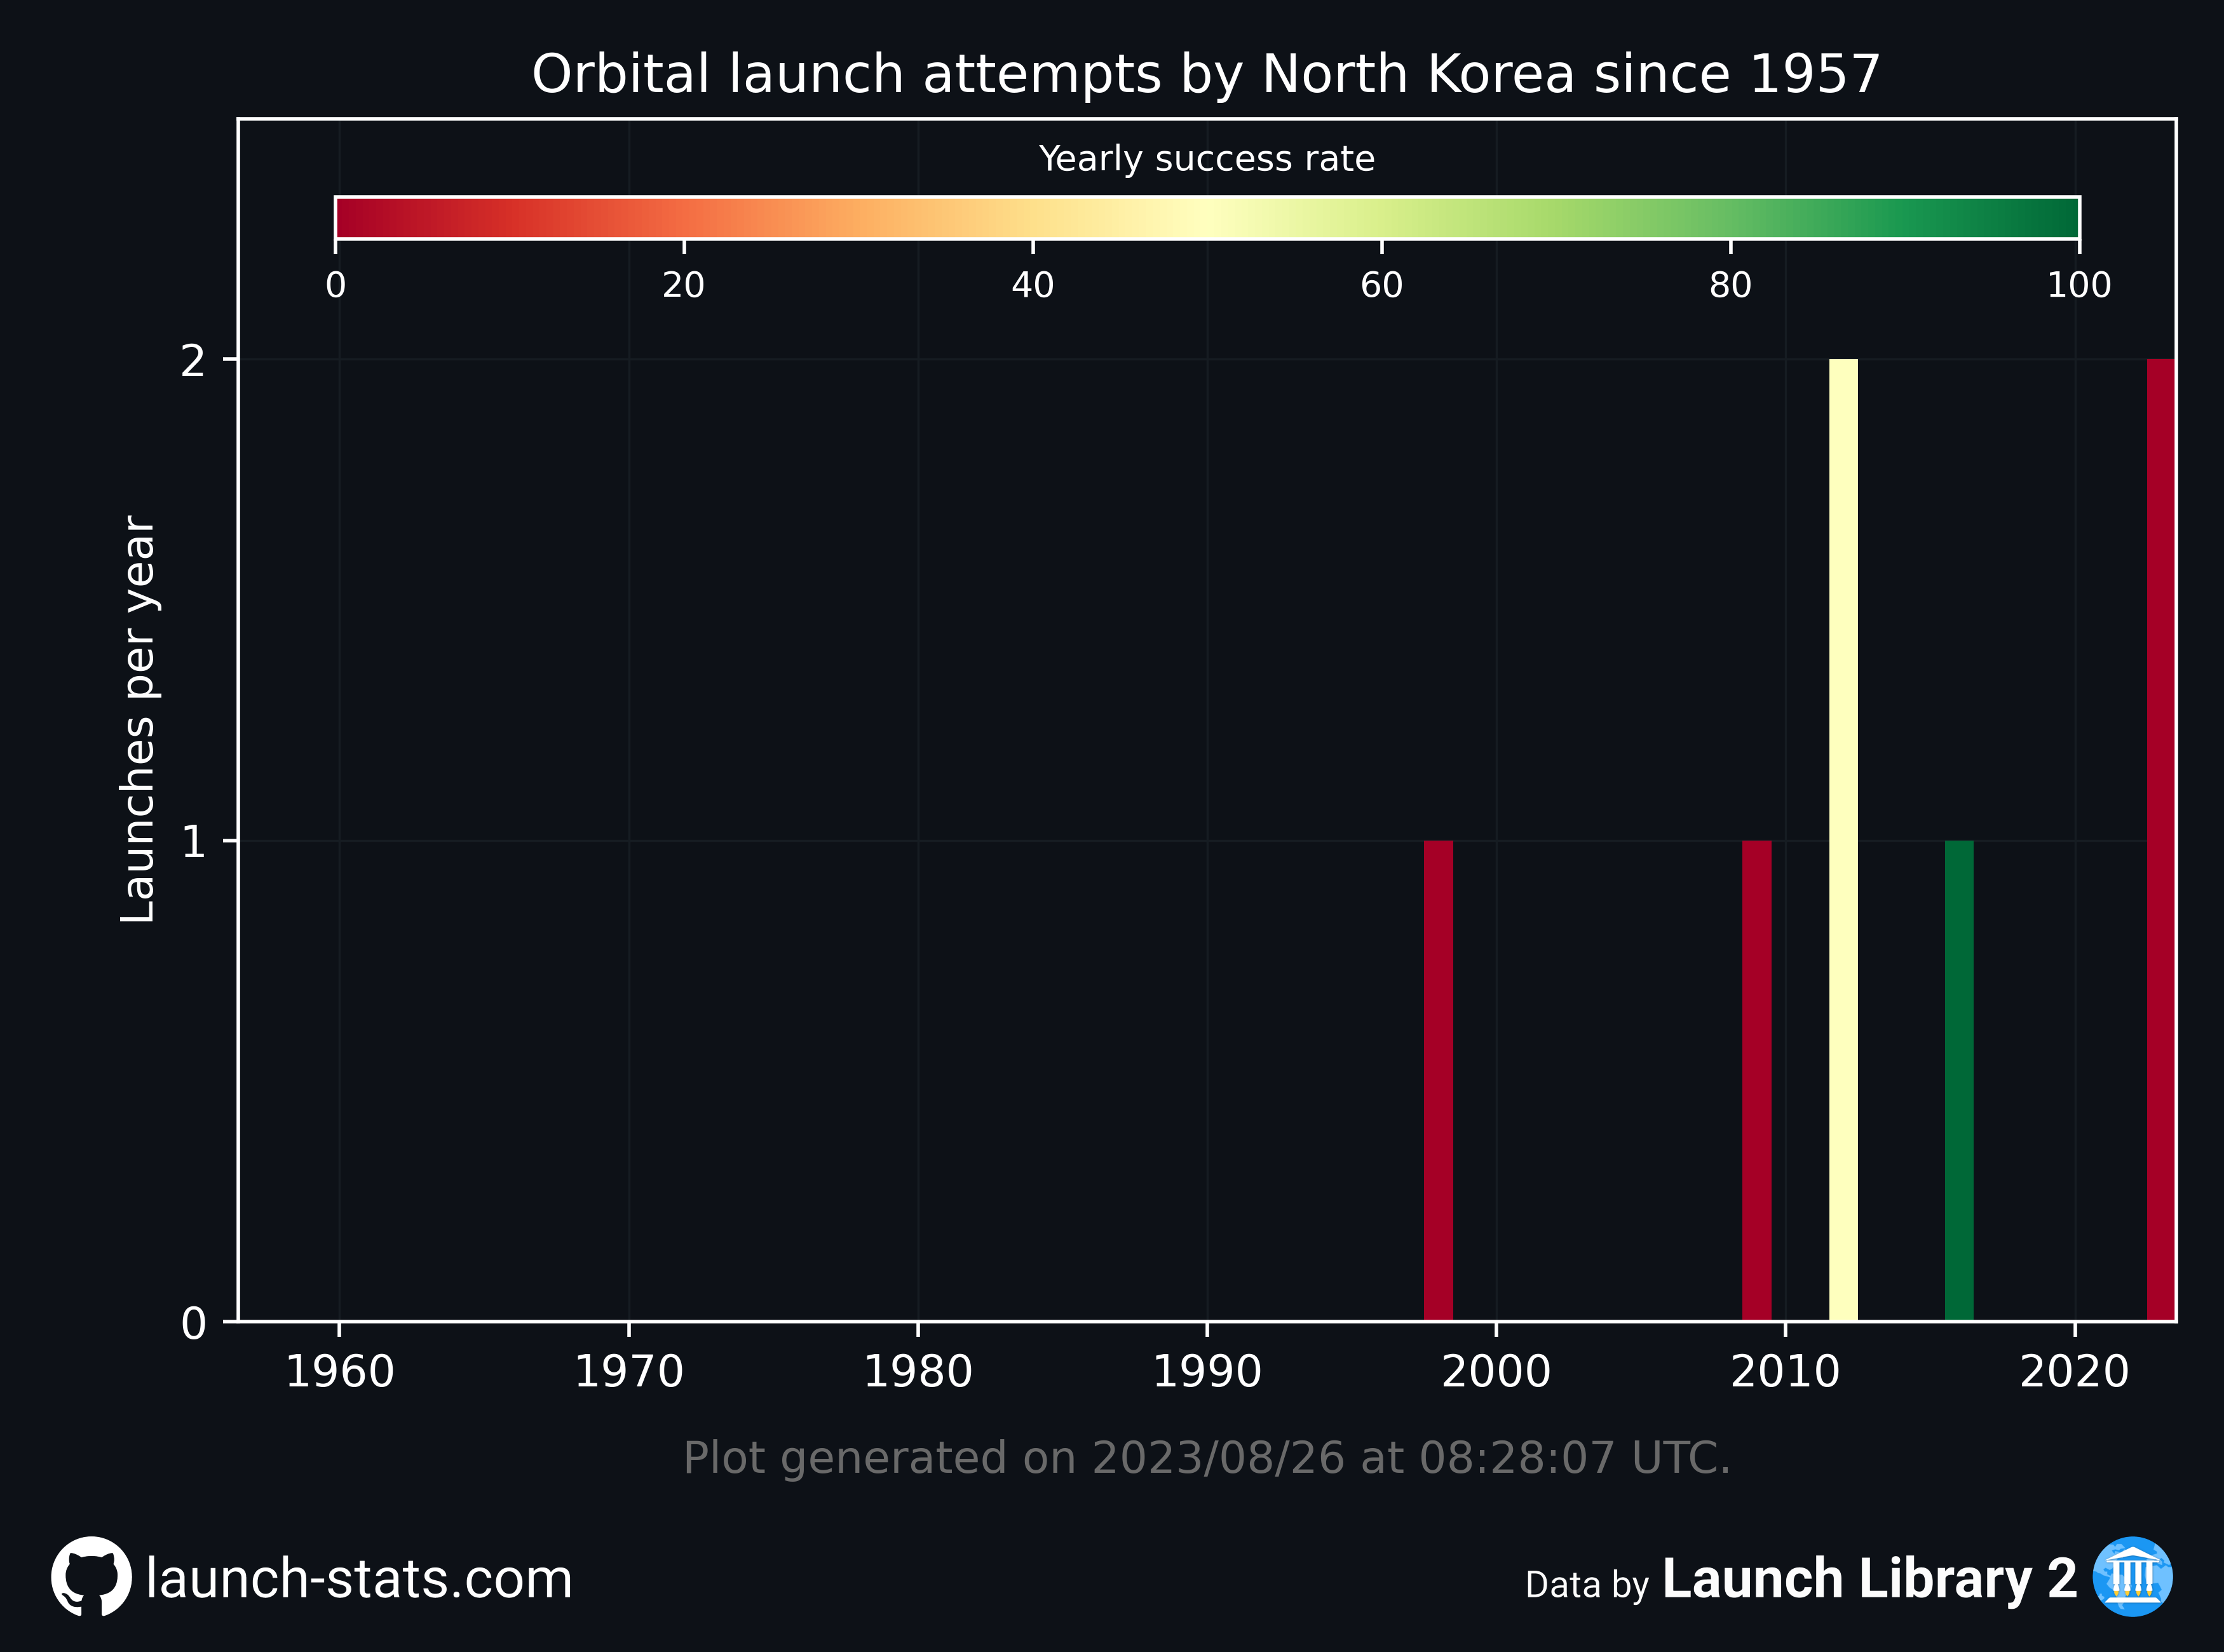 Orbital launch attempts by North Korea since 1957
Yearly success rate
0 20 40 60 80 100
Launches per year
2
1
0
1960 1970 1980 1990 2000 2010 2020
Plot generated on 2023/08/26 at 08:28:07 UTC.
launch-stats.com
Data by Launch Library 2